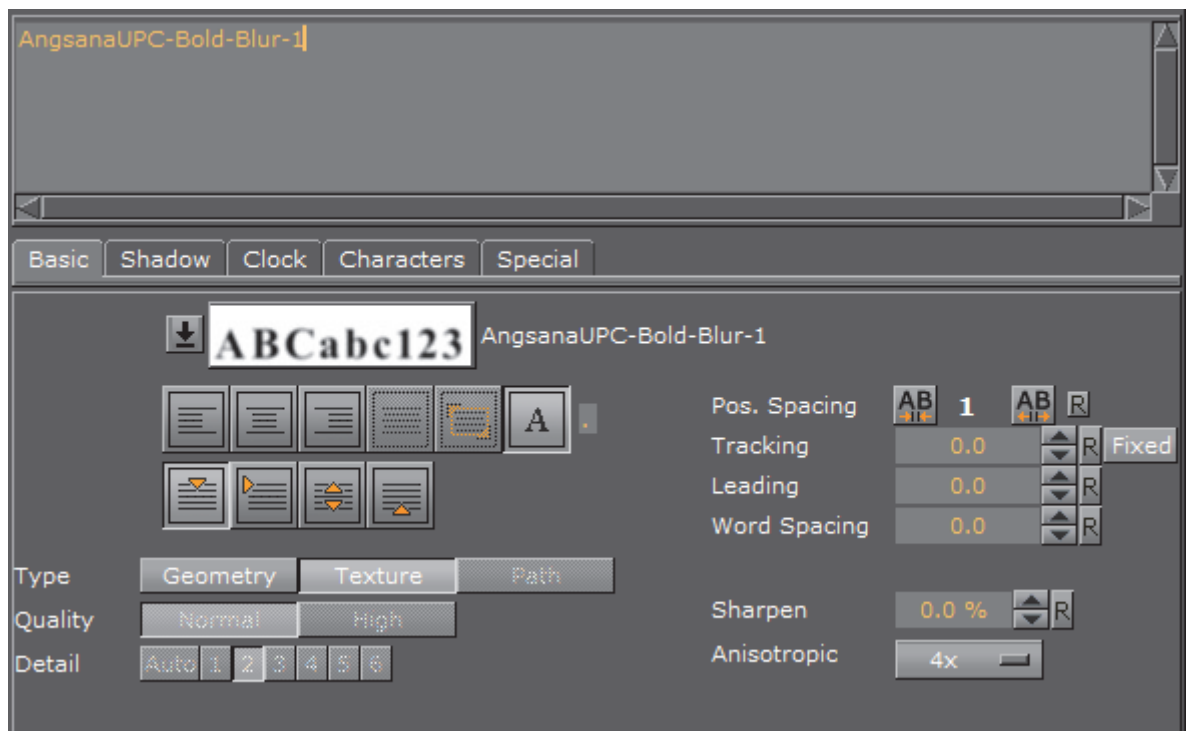 AngsanaUPC-Bold-Blur-1
Basic Shadow Clock Characters Special
ABCabc123 AngsanaUPC-Bold-Blur-1
A .
Pos. Spacing AB 1 AB R
Tracking 0.0 R Fixed
Leading 0.0 R
Word Spacing 0.0 R
Type Geometry Texture Path
Quality Normal High
Detail Auto 1 2 3 4 5 6
Sharpen 0.0 % R
Anisotropic 4x